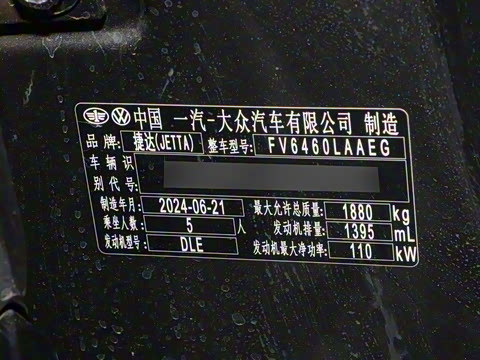 中国 一汽-大众汽车有限公司 制造
品牌: 捷达(JETTA) 整车型号: FV6460LAAEG
车辆识
别代号:
制造年月: 2024-06-21 最大允许总质量: 1880 kg
乘坐人数: 5 人 发动机排量: 1395 mL
发动机型号: DLE 发动机最大净功率: 110 kW